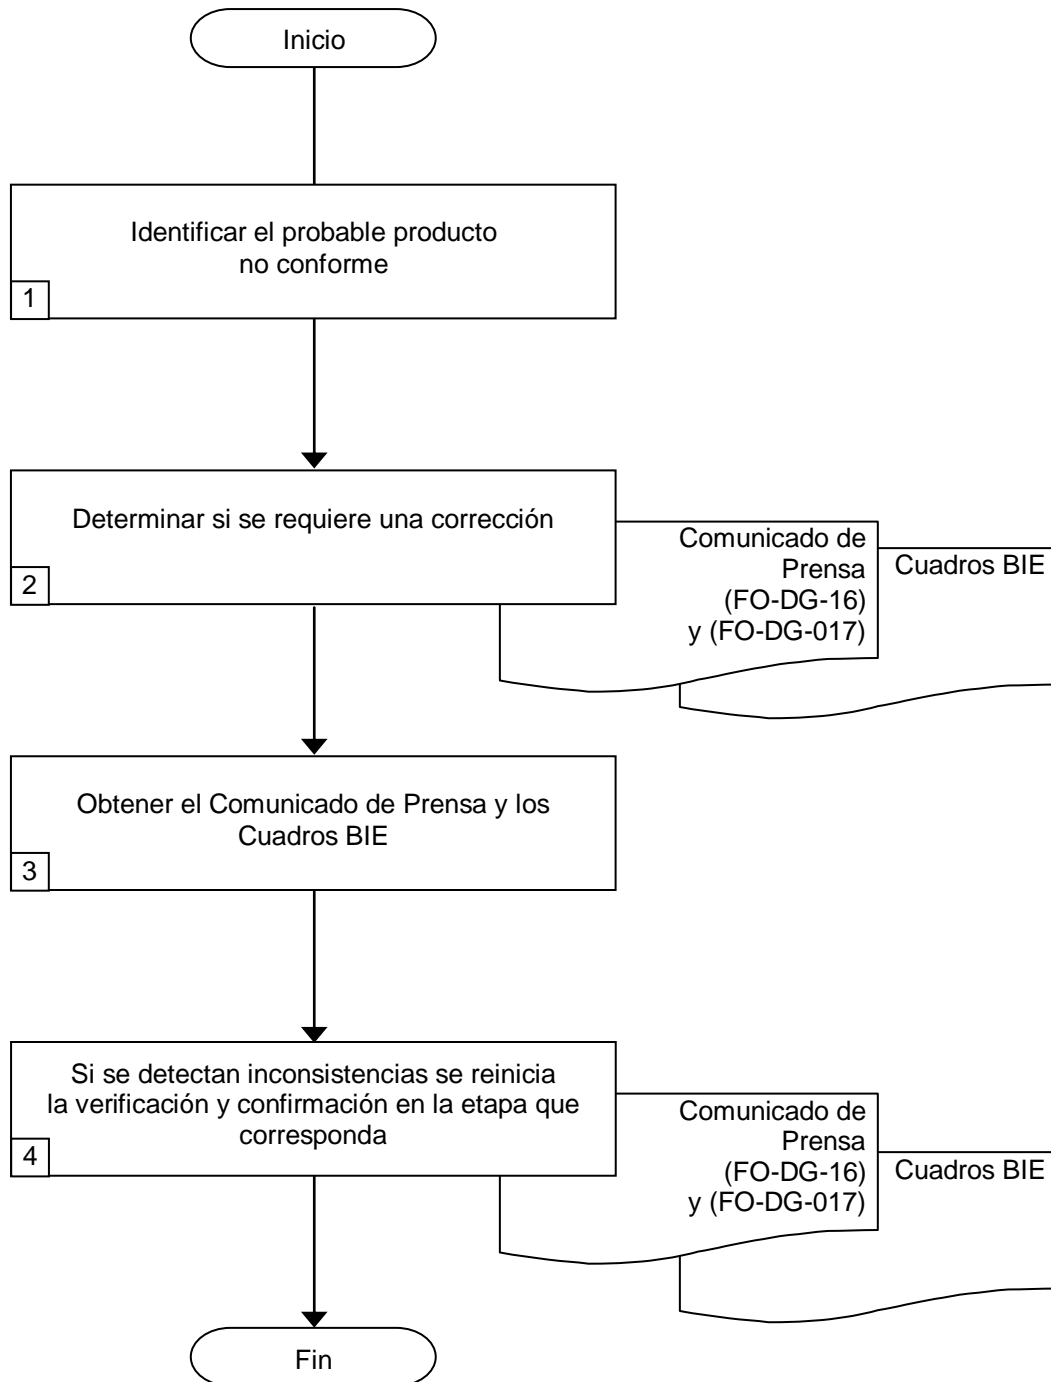 Inicio
Identificar el probable producto
no conforme
1
Determinar si se requiere una corrección
2
Comunicado de
Prensa
(FO-DG-16)
y (FO-DG-017)
Cuadros BIE
Obtener el Comunicado de Prensa y los
Cuadros BIE
3
Si se detectan inconsistencias se reinicia
la verificación y confirmación en la etapa que
corresponda
4
Comunicado de
Prensa
(FO-DG-16)
y (FO-DG-017)
Cuadros BIE
Fin